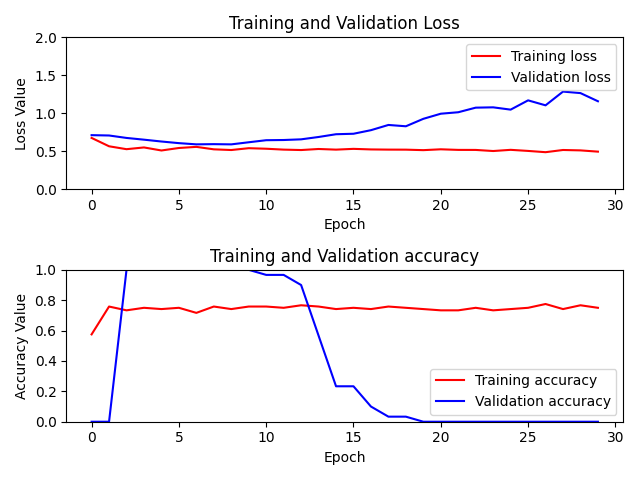 Training and Validation Loss
2.0
1.5
1.0
0.5
0.0
Loss Value
Training loss
Validation loss
0 5 10 15 20 25 30
Epoch
Training and Validation accuracy
1.0
0.8
0.6
0.4
0.2
0.0
Accuracy Value
Training accuracy
Validation accuracy
0 5 10 15 20 25 30
Epoch